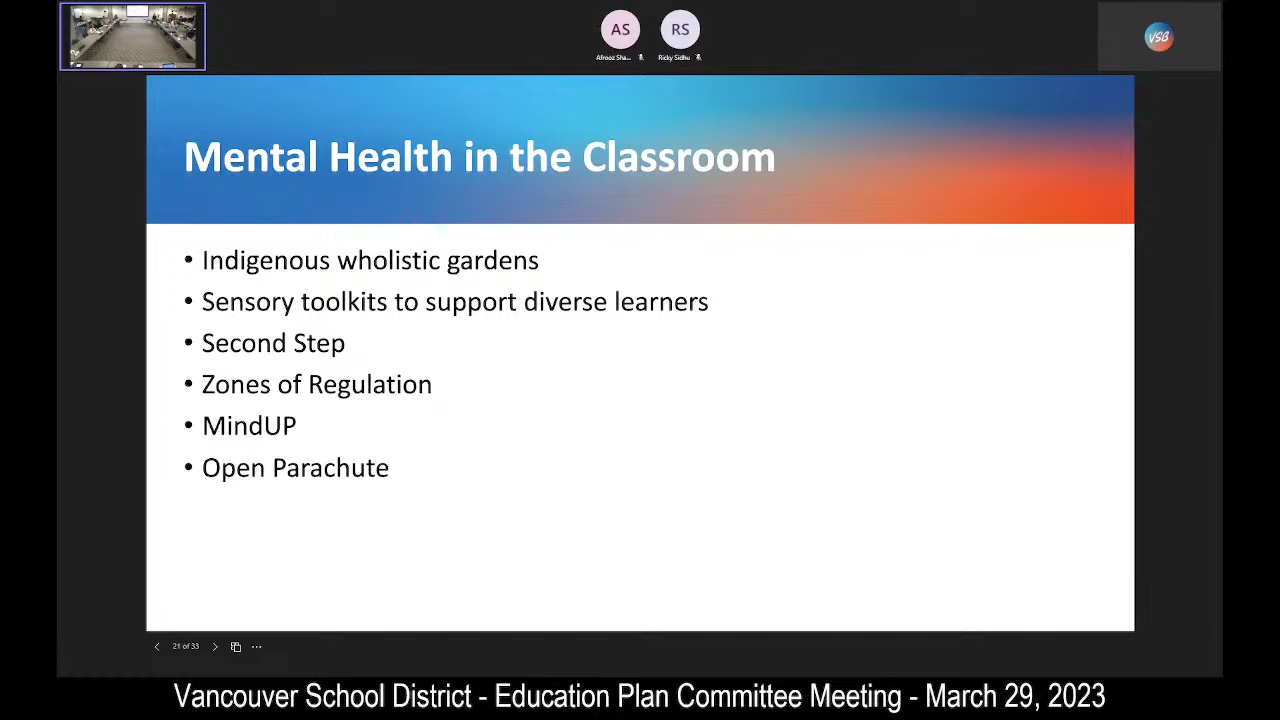 AS
RS
Afrooz Sha...
Ricky Sidhu
VSB
Mental Health in the Classroom
• Indigenous wholistic gardens
• Sensory toolkits to support diverse learners
• Second Step
• Zones of Regulation
• MindUP
• Open Parachute
21 of 33
Vancouver School District - Education Plan Committee Meeting - March 29, 2023